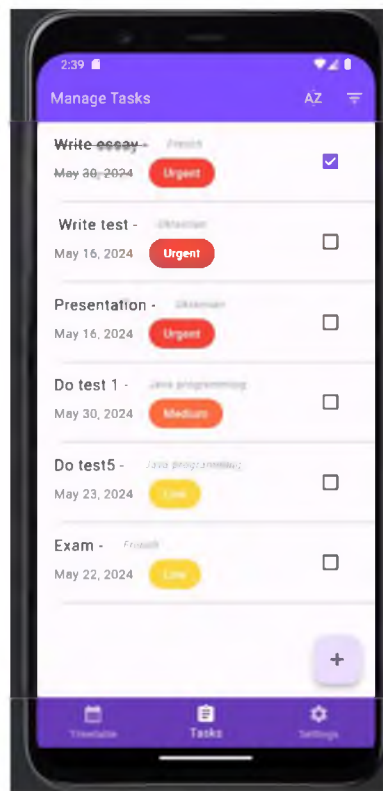 2:39
Manage Tasks AZ
Write essay - French
May 30, 2024 Urgent
Write test -
May 16, 2024 Urgent
Presentation -
May 16, 2024 Urgent
Do test 1 - Java programming
May 30, 2024 Medium
Do test5 - Java programming
May 23, 2024 Low
Exam - French
May 22, 2024 Low
+
Timetable Tasks Settings